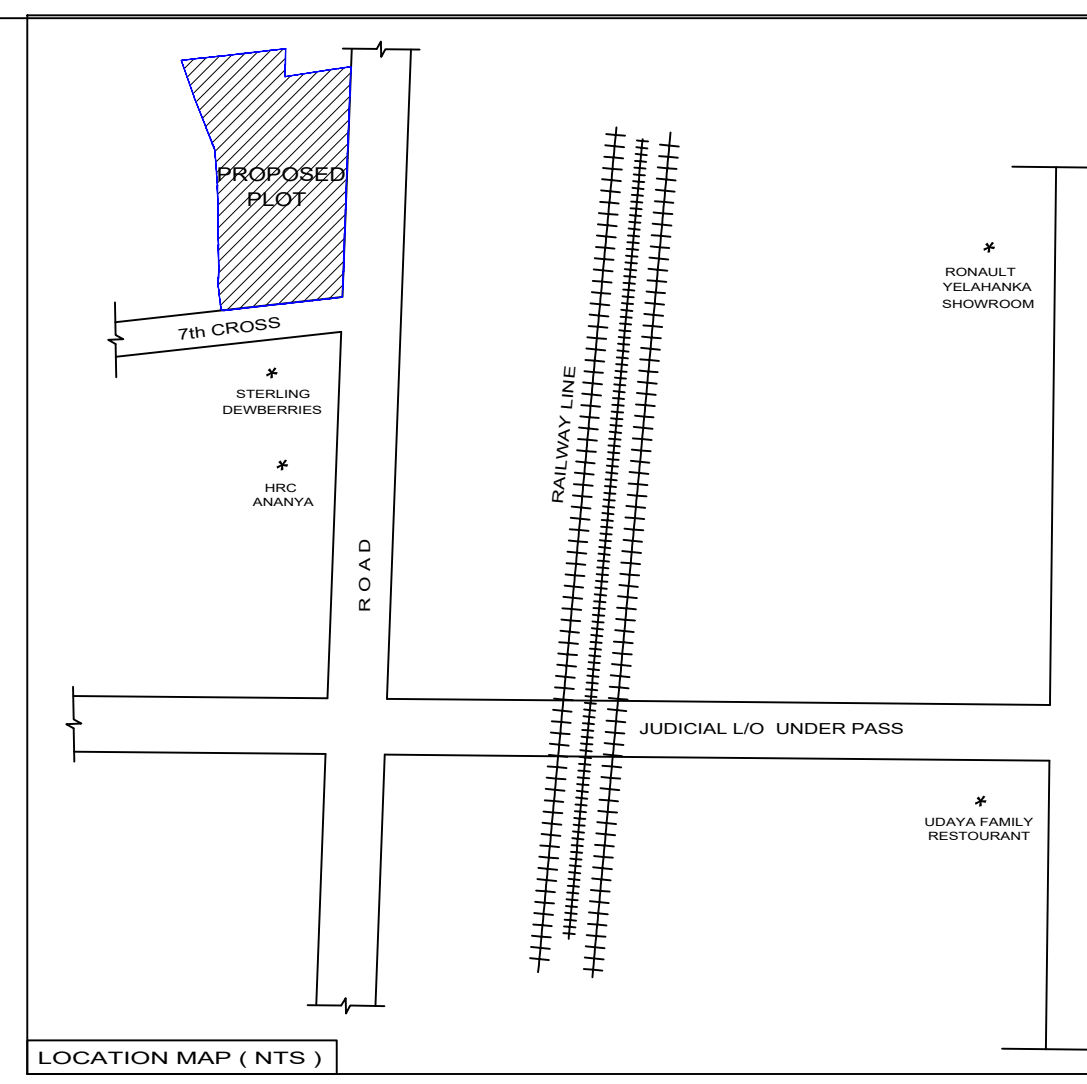 PROPOSED
PLOT
RONAULT
YELAHANKA
SHOWROOM
7th CROSS
STERLING
DEWBERRIES
RAILWAY LINE
HRC
ANANYA
ROAD
JUDICIAL L/O UNDER PASS
UDAYA FAMILY
RESTOURANT
LOCATION MAP ( NTS )